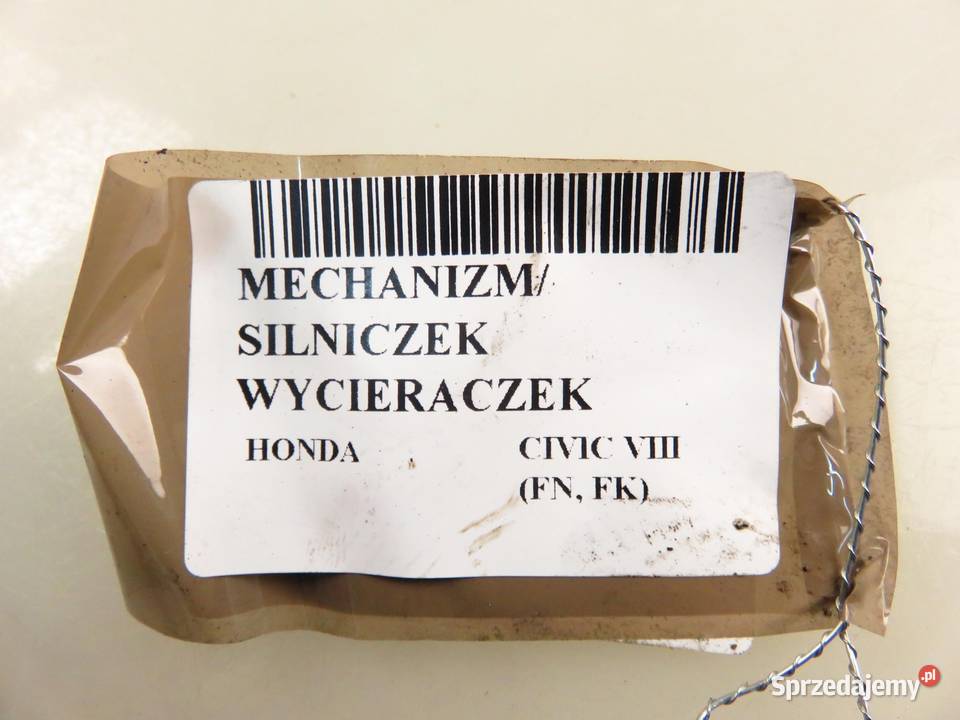 MECHANIZM/
SILNICZEK
WYCIERACZEK
HONDA CIVIC VIII
(FN, FK)
Sprzedajemy.pl